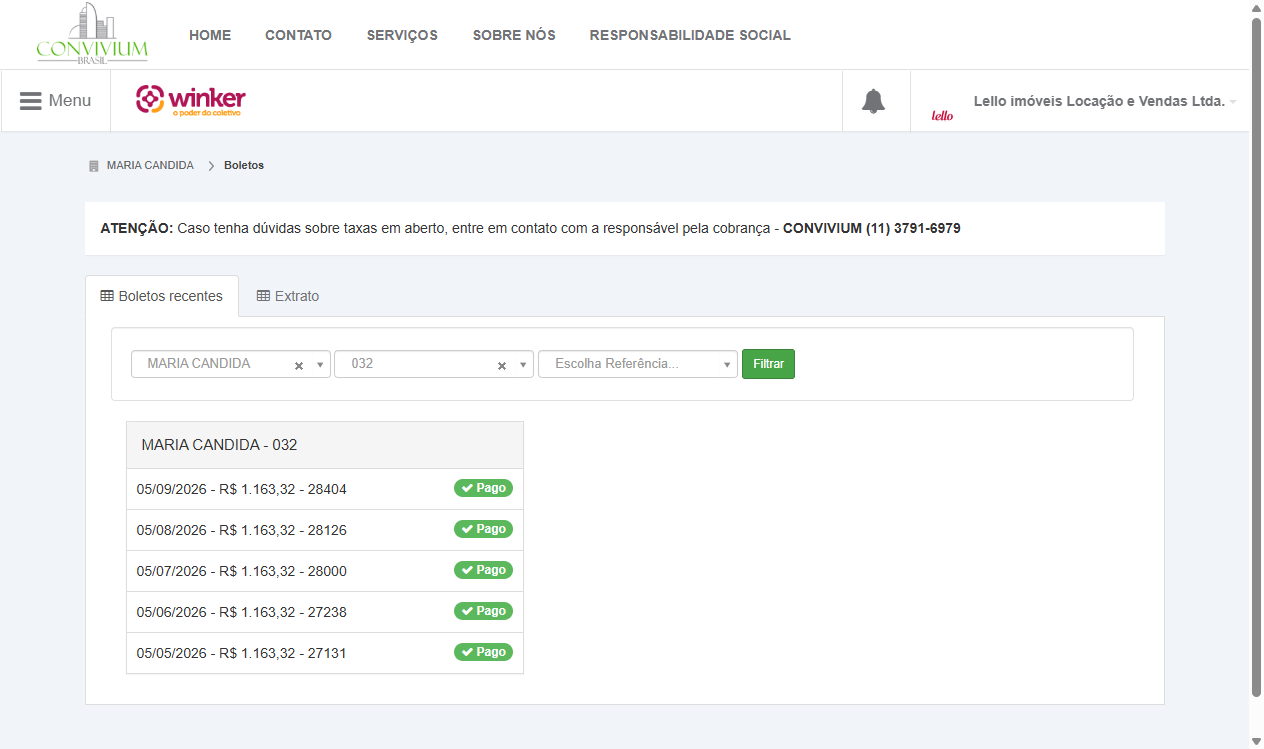 CONVIVIUM
BRASIL
HOME CONTATO SERVIÇOS SOBRE NÓS RESPONSABILIDADE SOCIAL
Menu
winker
o poder do coletivo
lello
Lello imóveis Locação e Vendas Ltda.
MARIA CANDIDA > Boletos
ATENÇÃO: Caso tenha dúvidas sobre taxas em aberto, entre em contato com a responsável pela cobrança - CONVIVIUM (11) 3791-6979
Boletos recentes Extrato
MARIA CANDIDA × 032 × Escolha Referência... Filtrar
MARIA CANDIDA - 032
05/09/2026 - R$ 1.163,32 - 28404 Pago
05/08/2026 - R$ 1.163,32 - 28126 Pago
05/07/2026 - R$ 1.163,32 - 28000 Pago
05/06/2026 - R$ 1.163,32 - 27238 Pago
05/05/2026 - R$ 1.163,32 - 27131 Pago